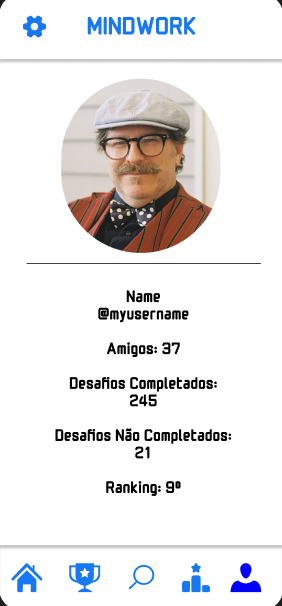 MINDWORK
Name
@myusername
Amigos: 37
Desafios Completados:
245
Desafios Não Completados:
21
Ranking: 9º